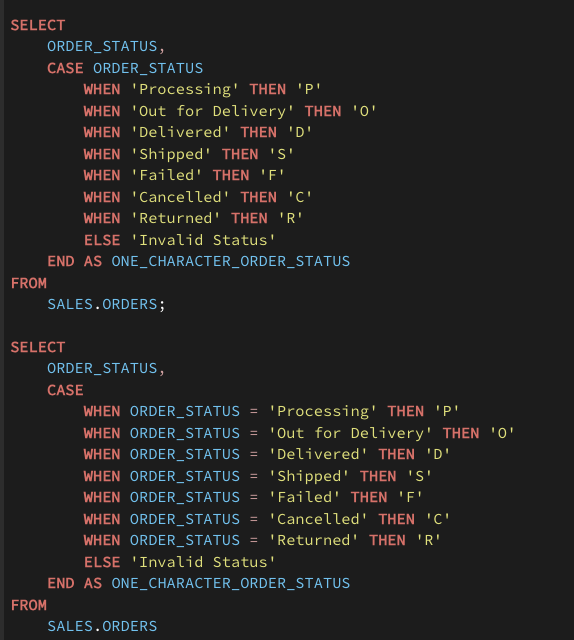 SELECT
    ORDER_STATUS,
    CASE ORDER_STATUS
        WHEN 'Processing' THEN 'P'
        WHEN 'Out for Delivery' THEN 'O'
        WHEN 'Delivered' THEN 'D'
        WHEN 'Shipped' THEN 'S'
        WHEN 'Failed' THEN 'F'
        WHEN 'Cancelled' THEN 'C'
        WHEN 'Returned' THEN 'R'
        ELSE 'Invalid Status'
    END AS ONE_CHARACTER_ORDER_STATUS
FROM
    SALES.ORDERS;

SELECT
    ORDER_STATUS,
    CASE
        WHEN ORDER_STATUS = 'Processing' THEN 'P'
        WHEN ORDER_STATUS = 'Out for Delivery' THEN 'O'
        WHEN ORDER_STATUS = 'Delivered' THEN 'D'
        WHEN ORDER_STATUS = 'Shipped' THEN 'S'
        WHEN ORDER_STATUS = 'Failed' THEN 'F'
        WHEN ORDER_STATUS = 'Cancelled' THEN 'C'
        WHEN ORDER_STATUS = 'Returned' THEN 'R'
        ELSE 'Invalid Status'
    END AS ONE_CHARACTER_ORDER_STATUS
FROM
    SALES.ORDERS